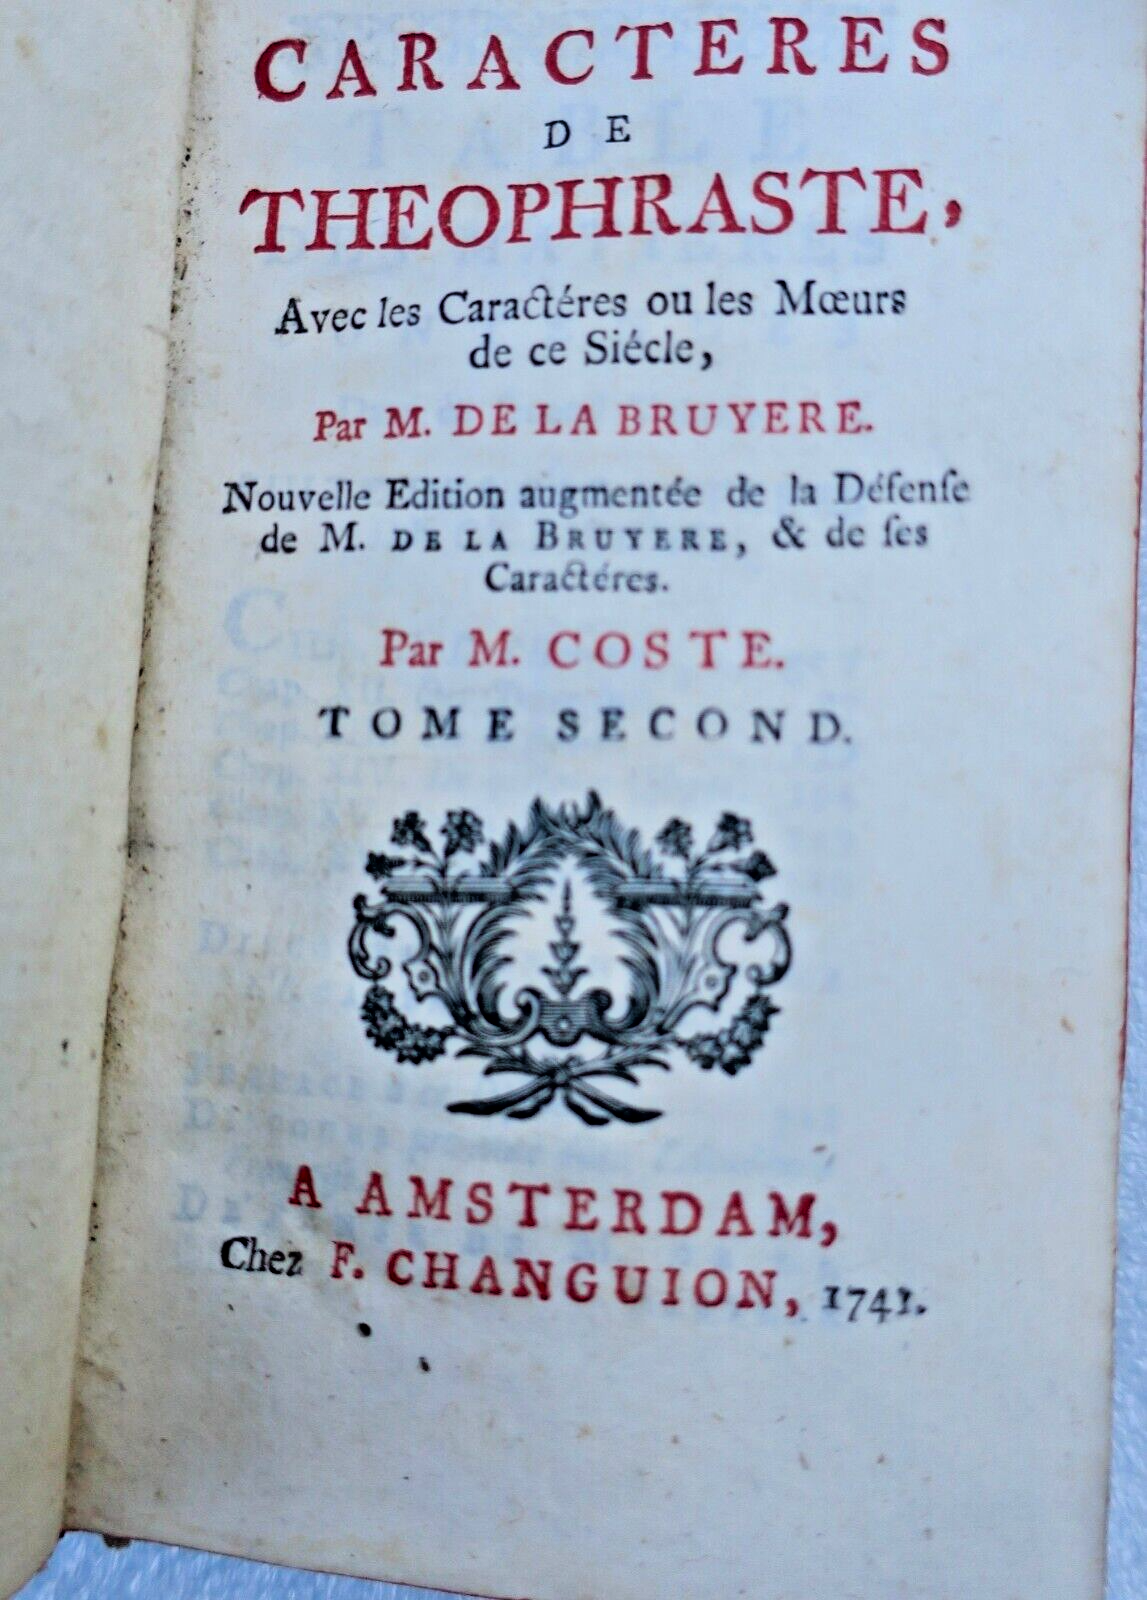 CARACTERES
DE
THEOPHRASTE,
Avec les Caractéres ou les Mœurs
de ce Siécle,
Par M. DE LA BRUYERE.
Nouvelle Edition augmentée de la Défenſe
de M. DE LA BRUYERE, & de ſes
Caractéres.
Par M. COSTE.
TOME SECOND.
A AMSTERDAM,
Chez F. CHANGUION, 1741.